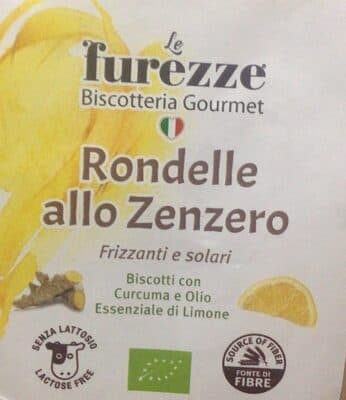 Le
furezze
Biscotteria Gourmet
Rondelle
allo Zenzero
Frizzanti e solari
Biscotti con
Curcuma e Olio
Essenziale di Limone
SENZA LATTOSIO
LACTOSE FREE
SOURCE OF FIBER
FONTE DI
FIBRE